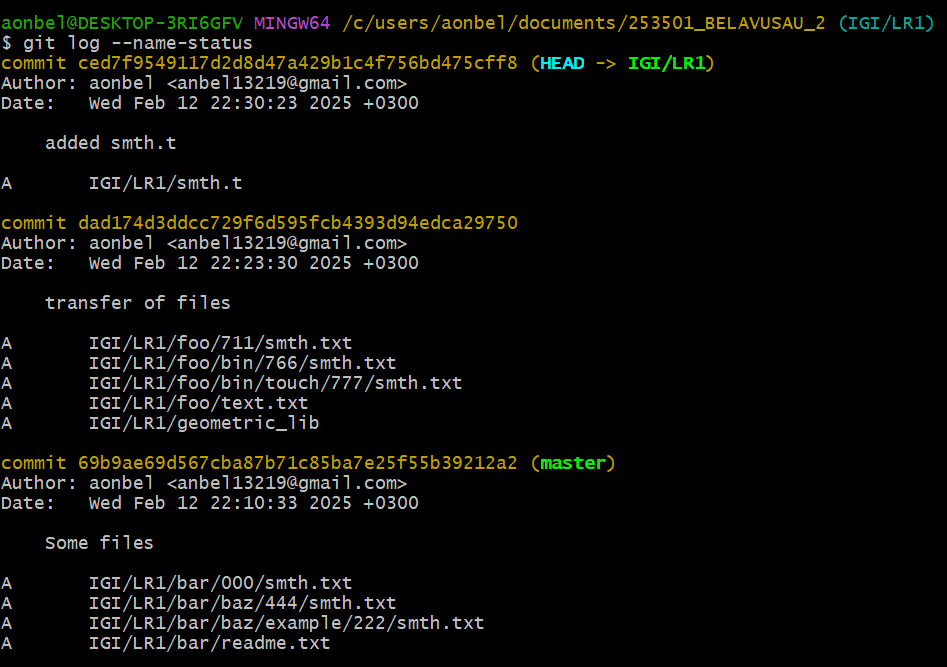 aonbel@DESKTOP-3RI6GFV MINGW64 /c/users/aonbel/documents/253501_BELAVUSAU_2 (IGI/LR1)
$ git log --name-status
commit ced7f9549117d2d8d47a429b1c4f756bd475cff8 (HEAD -> IGI/LR1)
Author: aonbel <anbel13219@gmail.com>
Date:   Wed Feb 12 22:30:23 2025 +0300
    added smth.t
A       IGI/LR1/smth.t
commit dad174d3ddcc729f6d595fcb4393d94edca29750
Author: aonbel <anbel13219@gmail.com>
Date:   Wed Feb 12 22:23:30 2025 +0300
    transfer of files
A       IGI/LR1/foo/711/smth.txt
A       IGI/LR1/foo/bin/766/smth.txt
A       IGI/LR1/foo/bin/touch/777/smth.txt
A       IGI/LR1/foo/text.txt
A       IGI/LR1/geometric_lib
commit 69b9ae69d567cba87b71c85ba7e25f55b39212a2 (master)
Author: aonbel <anbel13219@gmail.com>
Date:   Wed Feb 12 22:10:33 2025 +0300
    Some files
A       IGI/LR1/bar/000/smth.txt
A       IGI/LR1/bar/baz/444/smth.txt
A       IGI/LR1/bar/baz/example/222/smth.txt
A       IGI/LR1/bar/readme.txt